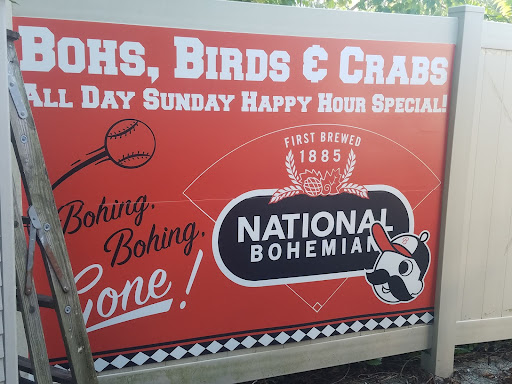 BOHS, BIRDS & CRABS
ALL DAY SUNDAY HAPPY HOUR SPECIAL!
Bohing,
Bohing,
Gone!
FIRST BREWED
1885
NATIONAL
BOHEMIAN